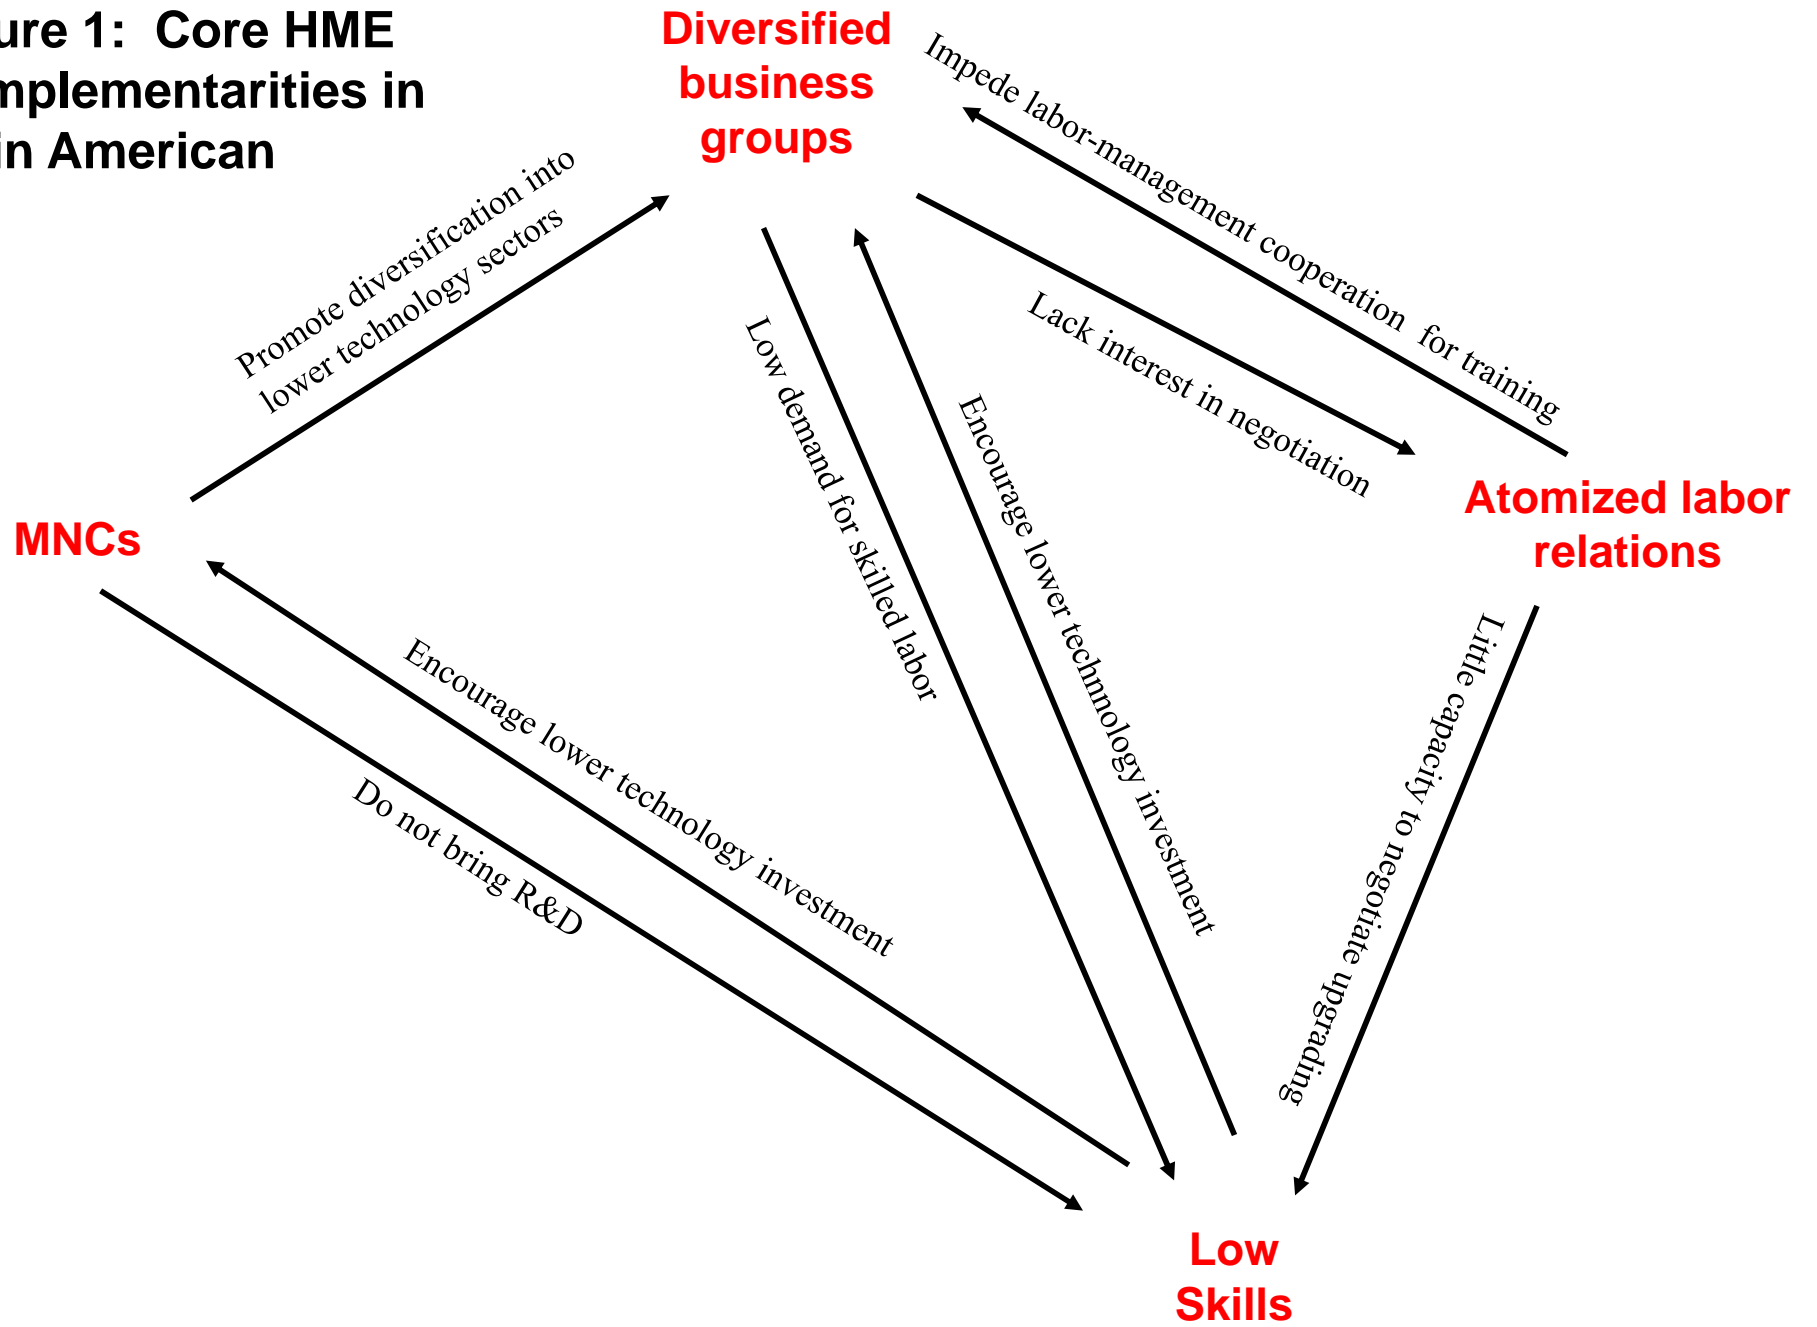 ure 1:  Core HME
mplementarities in
in American
Diversified
business
groups
Impede labor-management cooperation  for training
Promote diversification into
lower technology sectors
Lack interest in negotiation
Low demand for skilled labor
Encourage lower technnology investment
MNCs
Atomized labor
relations
Encourage lower technology investment
Do not bring R&D
Little capacity to negotiate upgrading
Low
Skills